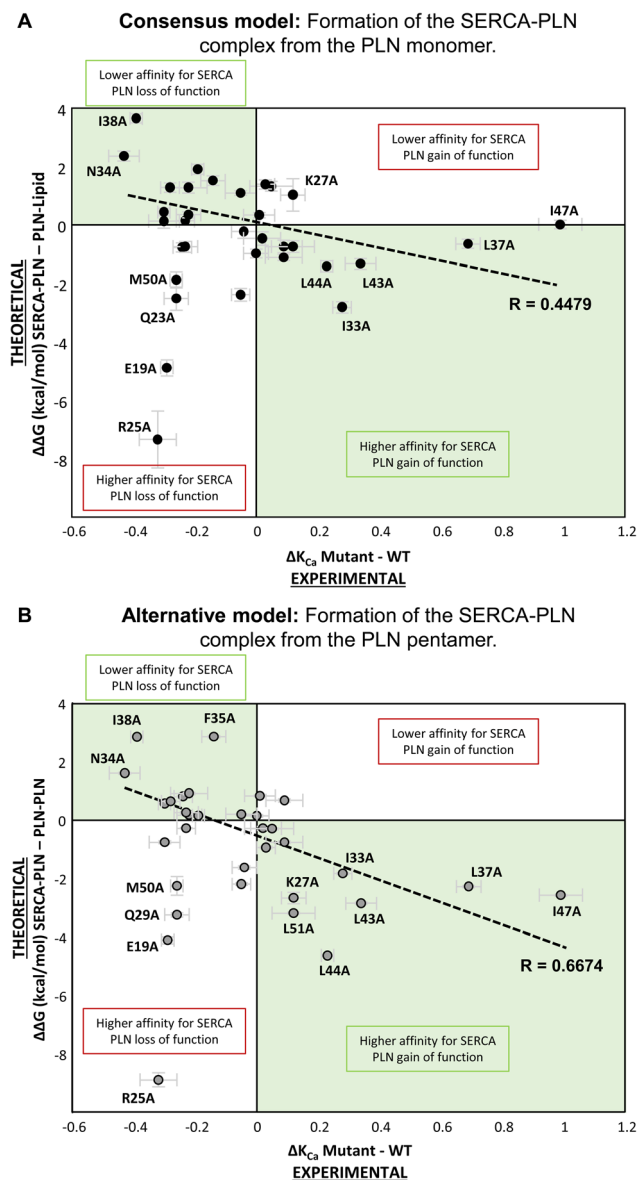 A
Consensus model: Formation of the SERCA-PLN
complex from the PLN monomer.
Lower affinity for SERCA
PLN loss of function
Lower affinity for SERCA
PLN gain of function
4
2
0
-2
-4
-6
-8
THEORETICAL
ΔΔG (kcal/mol) SERCA-PLN – PLN-Lipid
I38A
N34A
K27A
I47A
L37A
M50A
L44A
L43A
Q23A
I33A
R = 0.4479
E19A
R25A
Higher affinity for SERCA
PLN loss of function
Higher affinity for SERCA
PLN gain of function
-0.6 -0.4 -0.2 0 0.2 0.4 0.6 0.8 1 1.2
ΔKCa Mutant - WT
EXPERIMENTAL
B
Alternative model: Formation of the SERCA-PLN
complex from the PLN pentamer.
Lower affinity for SERCA
PLN loss of function
Lower affinity for SERCA
PLN gain of function
4
2
0
-2
-4
-6
-8
THEORETICAL
ΔΔG (kcal/mol) SERCA-PLN – PLN-PLN
I38A
F35A
N34A
I33A
L37A
M50A
K27A
I47A
Q29A
L43A
L51A
E19A
L44A
R = 0.6674
Higher affinity for SERCA
PLN loss of function
Higher affinity for SERCA
PLN gain of function
R25A
-0.6 -0.4 -0.2 0 0.2 0.4 0.6 0.8 1 1.2
ΔKCa Mutant - WT
EXPERIMENTAL